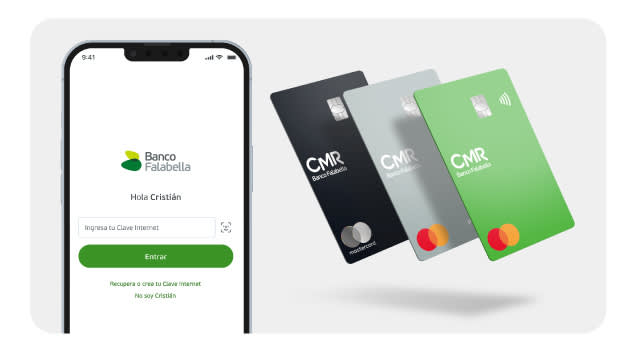 9:41
Banco
Falabella
Hola Cristián
Ingresa tu Clave Internet
Entrar
Recupera o crea tu Clave Internet
No soy Cristián
CMR
Banco Falabella
mastercard
CMR
Banco Falabella
CMR
Banco Falabella